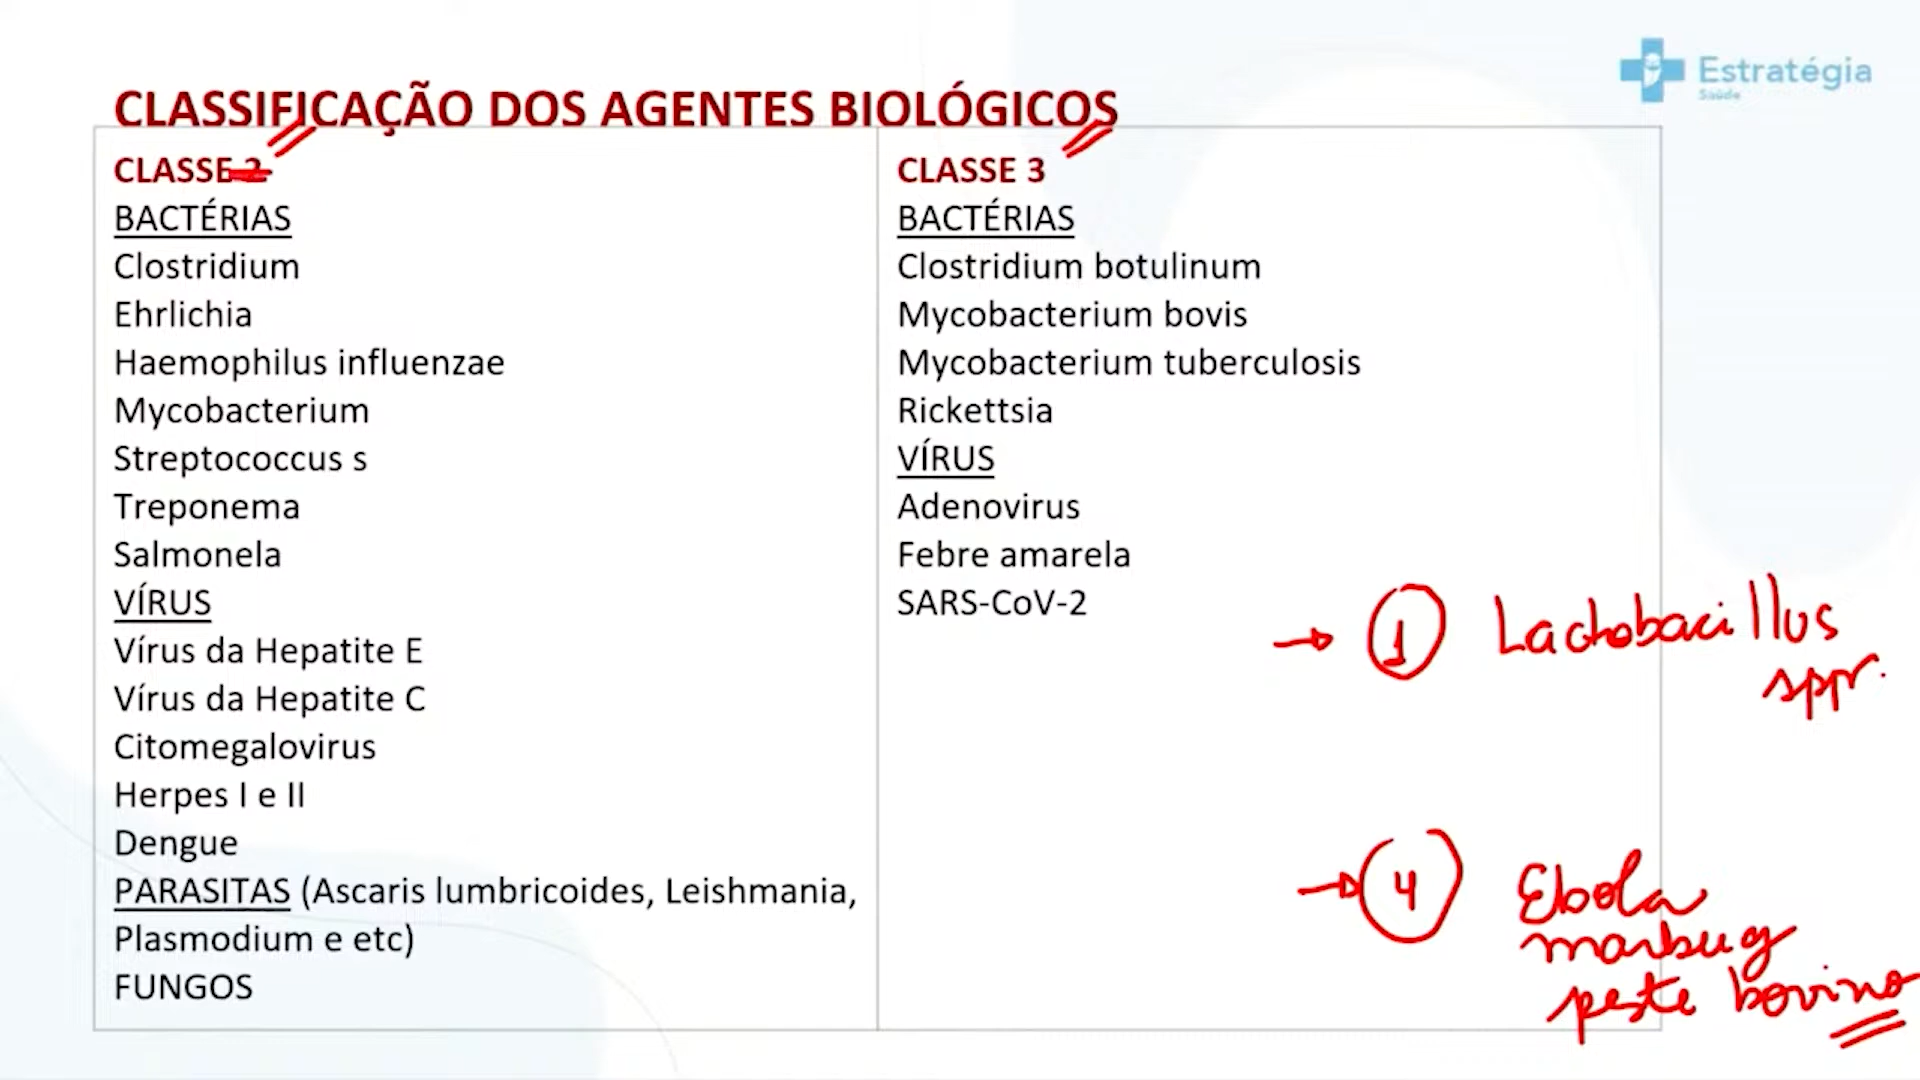 Estratégia
Saúde
CLASSIFICAÇÃO DOS AGENTES BIOLÓGICOS
CLASSE 2
BACTÉRIAS
Clostridium
Ehrlichia
Haemophilus influenzae
Mycobacterium
Streptococcus s
Treponema
Salmonela
VÍRUS
Vírus da Hepatite E
Vírus da Hepatite C
Citomegalovirus
Herpes I e II
Dengue
PARASITAS (Ascaris lumbricoides, Leishmania,
Plasmodium e etc)
FUNGOS
CLASSE 3
BACTÉRIAS
Clostridium botulinum
Mycobacterium bovis
Mycobacterium tuberculosis
Rickettsia
VÍRUS
Adenovirus
Febre amarela
SARS-CoV-2
→ 1 Lactobacillus
spp.
→ 4 Ebola
marbug
peste bovina